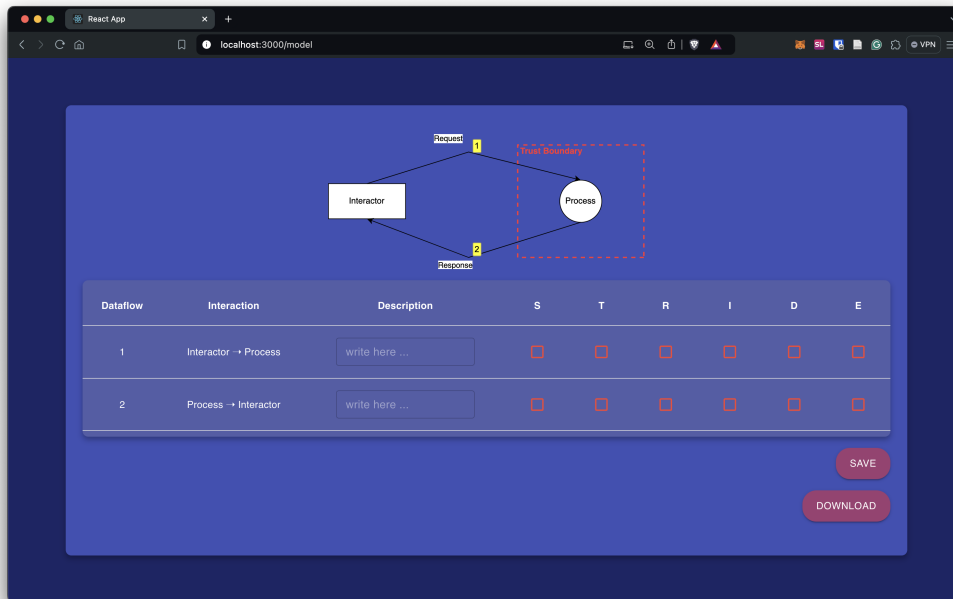 React App
localhost:3000/model
SL
VPN
Request
1
Trust Boundary
Interactor
Process
2
Response
Dataflow Interaction Description S T R I D E
1 Interactor → Process write here ...
2 Process → Interactor write here ...
SAVE
DOWNLOAD